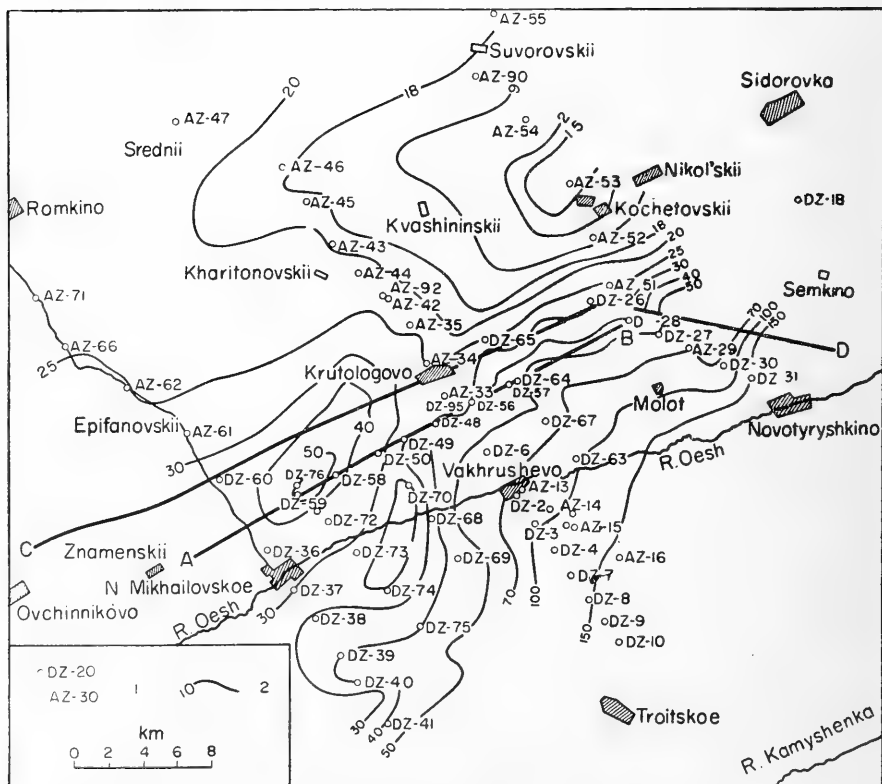 AZ-55
Suvorovskii
AZ-90
20
18
9
Sidorovka
AZ-47
AZ-54
2
1,5
Srednii
AZ-46
AZ-53
Nikol'skii
AZ-45
Romkino
Kvashininskii
Kochetovskii
DZ-18
AZ-43
AZ-52
18
20
25
Kharitonovskii
AZ-44
30
40
50
AZ-92
AZ-51
Semkino
AZ-71
AZ-42
DZ-26
70
100
150
AZ-35
DZ-65
D
-28
B
DZ-27
D
AZ-66
AZ-34
AZ-29
25
DZ-30
AZ-62
Krutologovo
DZ-64
DZ-57
DZ-31
AZ-33
Molot
DZ-95
DZ-56
Novotyryshkino
Epifanovskii
AZ-61
40
DZ-48
DZ-67
DZ-49
30
50
DZ-50
DZ-6
DZ-63
R. Oesh
DZ-60
DZ-76
DZ-58
Vakhrushevo
DZ-59
DZ-70
AZ-13
DZ-2
AZ-14
DZ-72
DZ-68
DZ-3
AZ-15
C
Znamenskii
A
DZ-36
DZ-73
DZ-69
DZ-4
AZ-16
N Mikhailovskoe
DZ-7
Ovchinnikovo
DZ-37
DZ-74
70
100
DZ-8
R. Oesh
30
DZ-38
DZ-75
150
DZ-9
DZ-10
DZ-39
DZ-20
AZ-30
1
10
2
DZ-40
30
40
50
DZ-41
Troitskoe
km
0 2 4 6 8
R. Kamyshenka